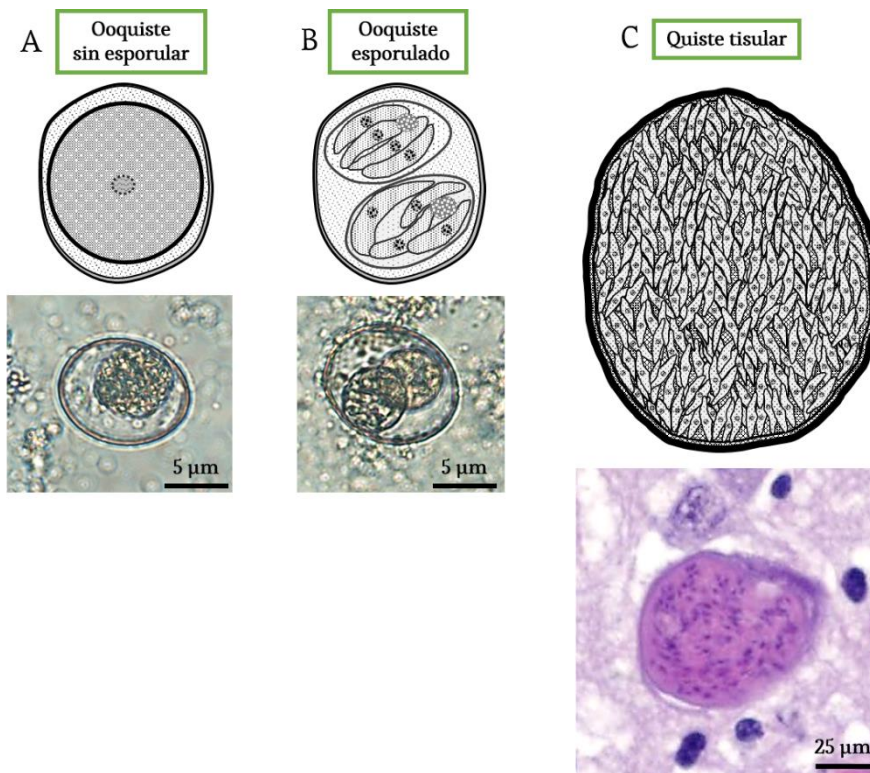 A
Ooquiste
sin esporular
B
Ooquiste
esporulado
C
Quiste tisular
5 µm
5 µm
25 µm